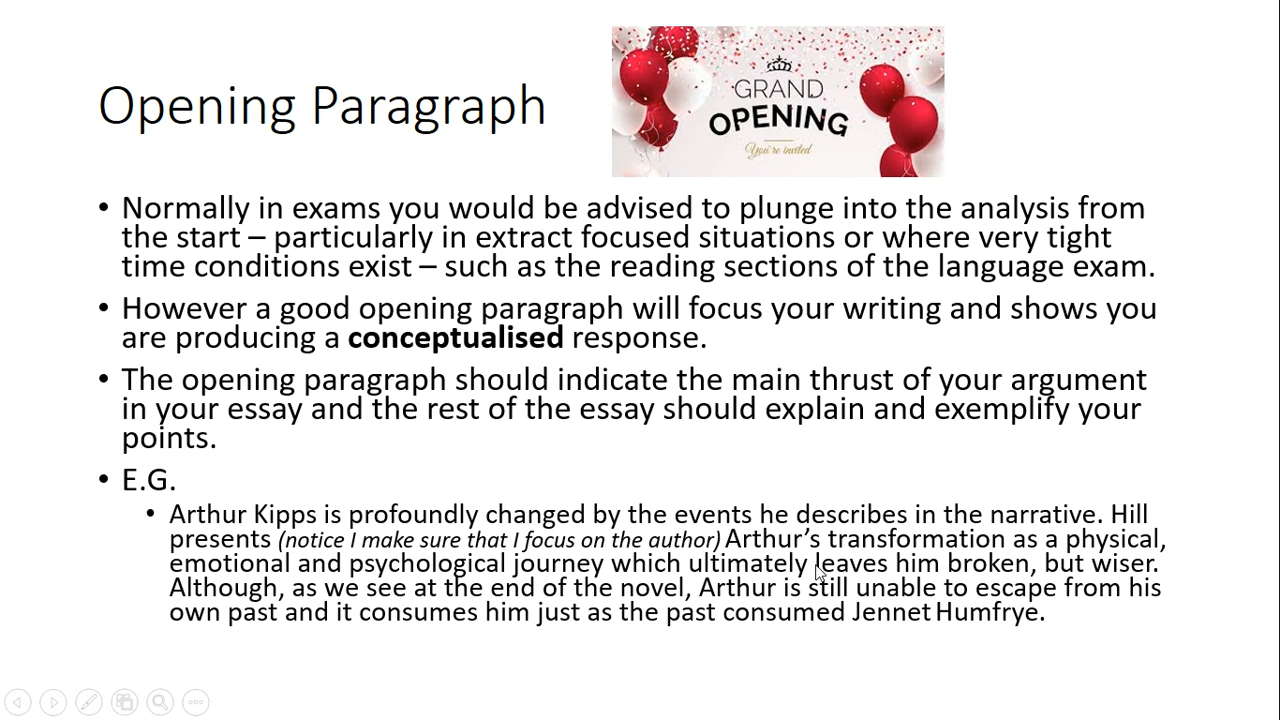 Opening Paragraph
GRAND
OPENING
You're invited
• Normally in exams you would be advised to plunge into the analysis from
the start – particularly in extract focused situations or where very tight
time conditions exist – such as the reading sections of the language exam.
• However a good opening paragraph will focus your writing and shows you
are producing a conceptualised response.
• The opening paragraph should indicate the main thrust of your argument
in your essay and the rest of the essay should explain and exemplify your
points.
• E.G.
• Arthur Kipps is profoundly changed by the events he describes in the narrative. Hill
presents (notice I make sure that I focus on the author) Arthur's transformation as a physical,
emotional and psychological journey which ultimately leaves him broken, but wiser.
Although, as we see at the end of the novel, Arthur is still unable to escape from his
own past and it consumes him just as the past consumed Jennet Humfrye.